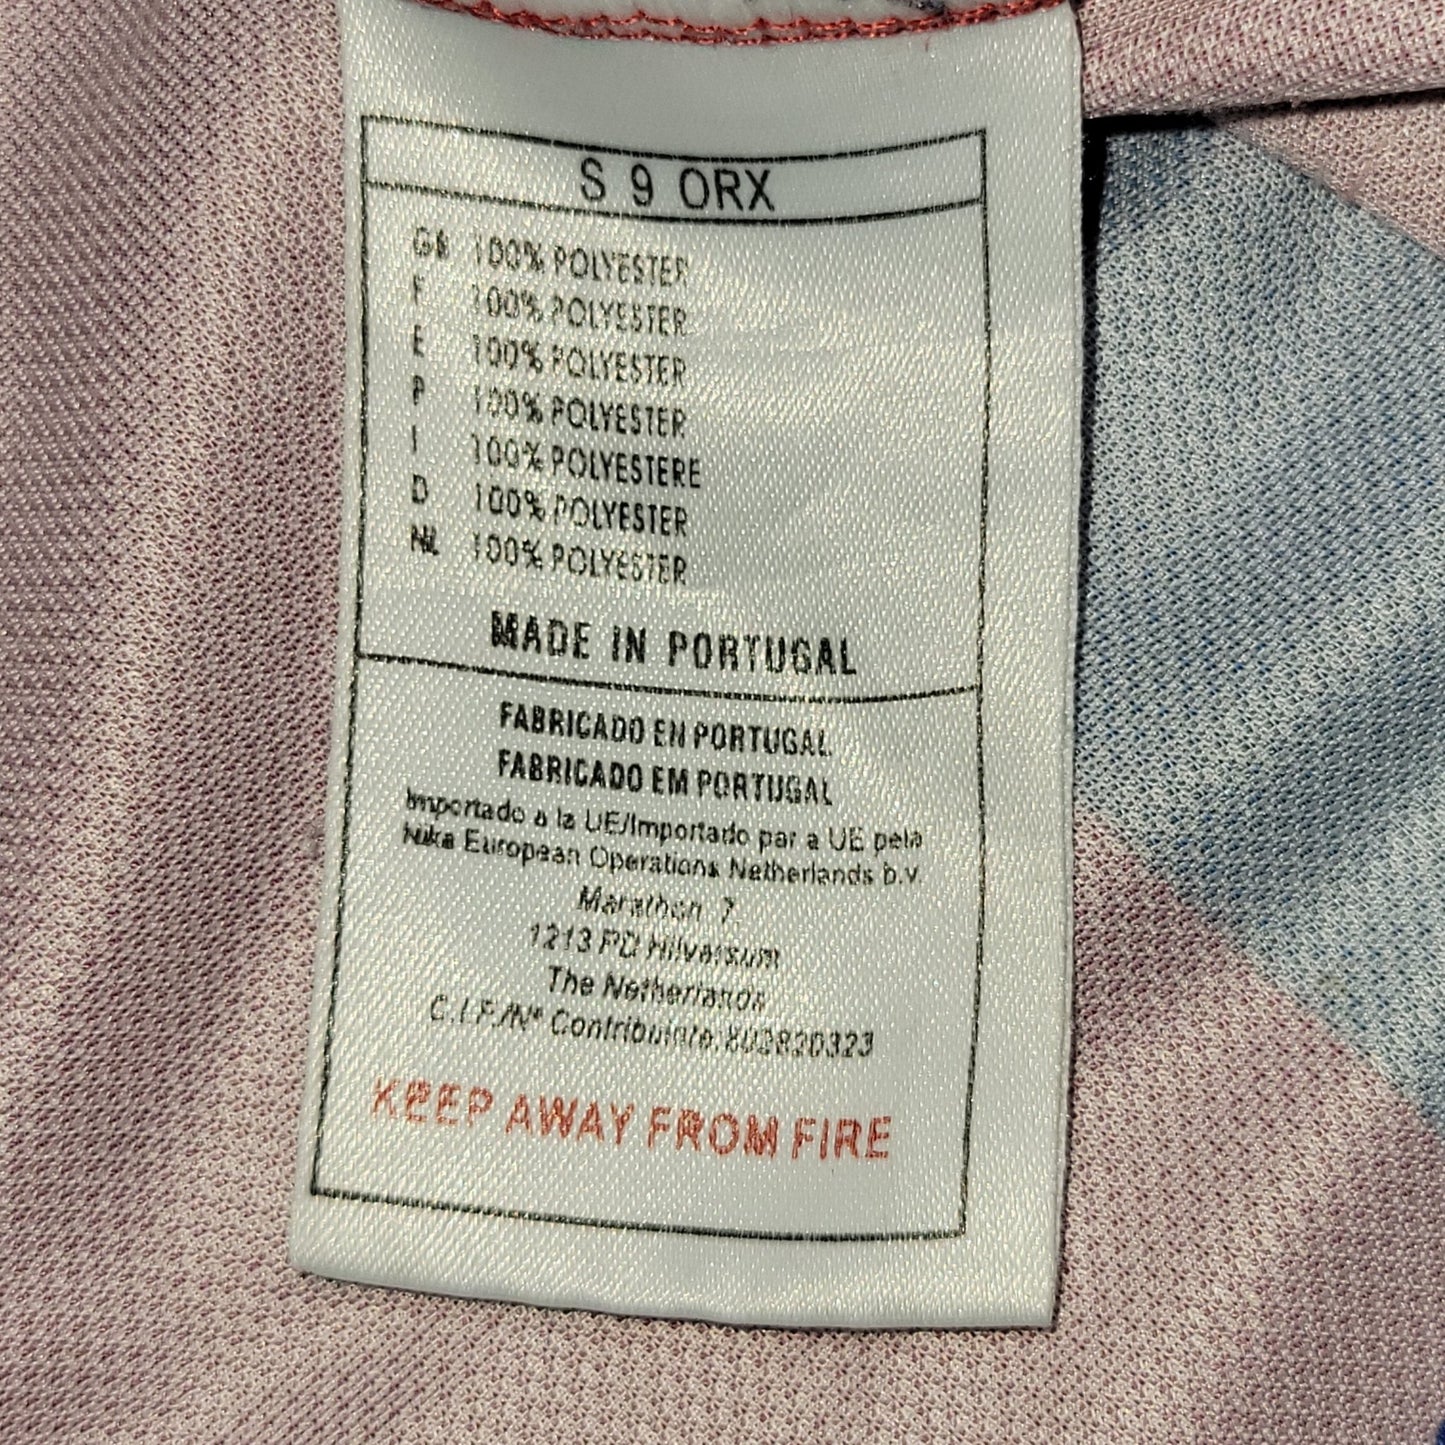 S 9 ORX
GB 100% POLYESTER
F 100% POLYESTER
E 100% POLYESTER
P 100% POLYESTER
I 100% POLYESTERE
D 100% POLYESTER
NL 100% POLYESTER
MADE IN PORTUGAL
FABRICADO EN PORTUGAL
FABRICADO EM PORTUGAL
Importado a la UE/Importado par a UE pela
Nika European Operations Netherlands b.v.
Marathon 7
1213 PD Hilversum
The Netherlands
C.I.F./Nº Contribuinte:802820323
KEEP AWAY FROM FIRE